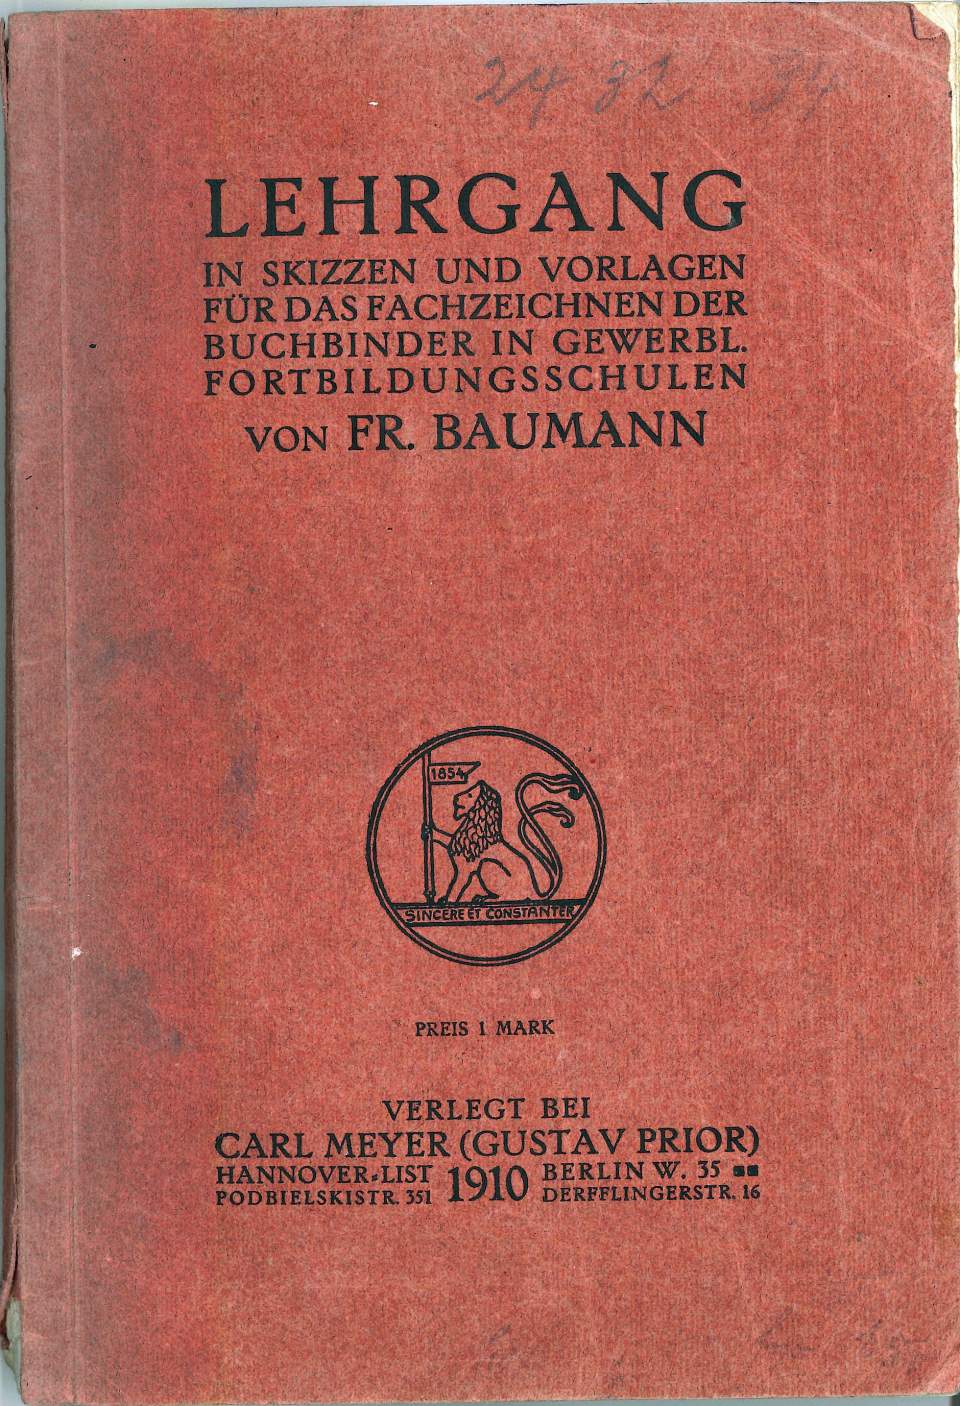 24 32 34
LEHRGANG
IN SKIZZEN UND VORLAGEN
FÜR DAS FACHZEICHNEN DER
BUCHBINDER IN GEWERBL.
FORTBILDUNGSSCHULEN
VON FR. BAUMANN
1854
SINCERE ET CONSTANTER
PREIS 1 MARK
VERLEGT BEI
CARL MEYER (GUSTAV PRIOR)
HANNOVER-LIST 1910 BERLIN W. 35
PODBIELSKISTR. 351 DERFFLINGERSTR. 16